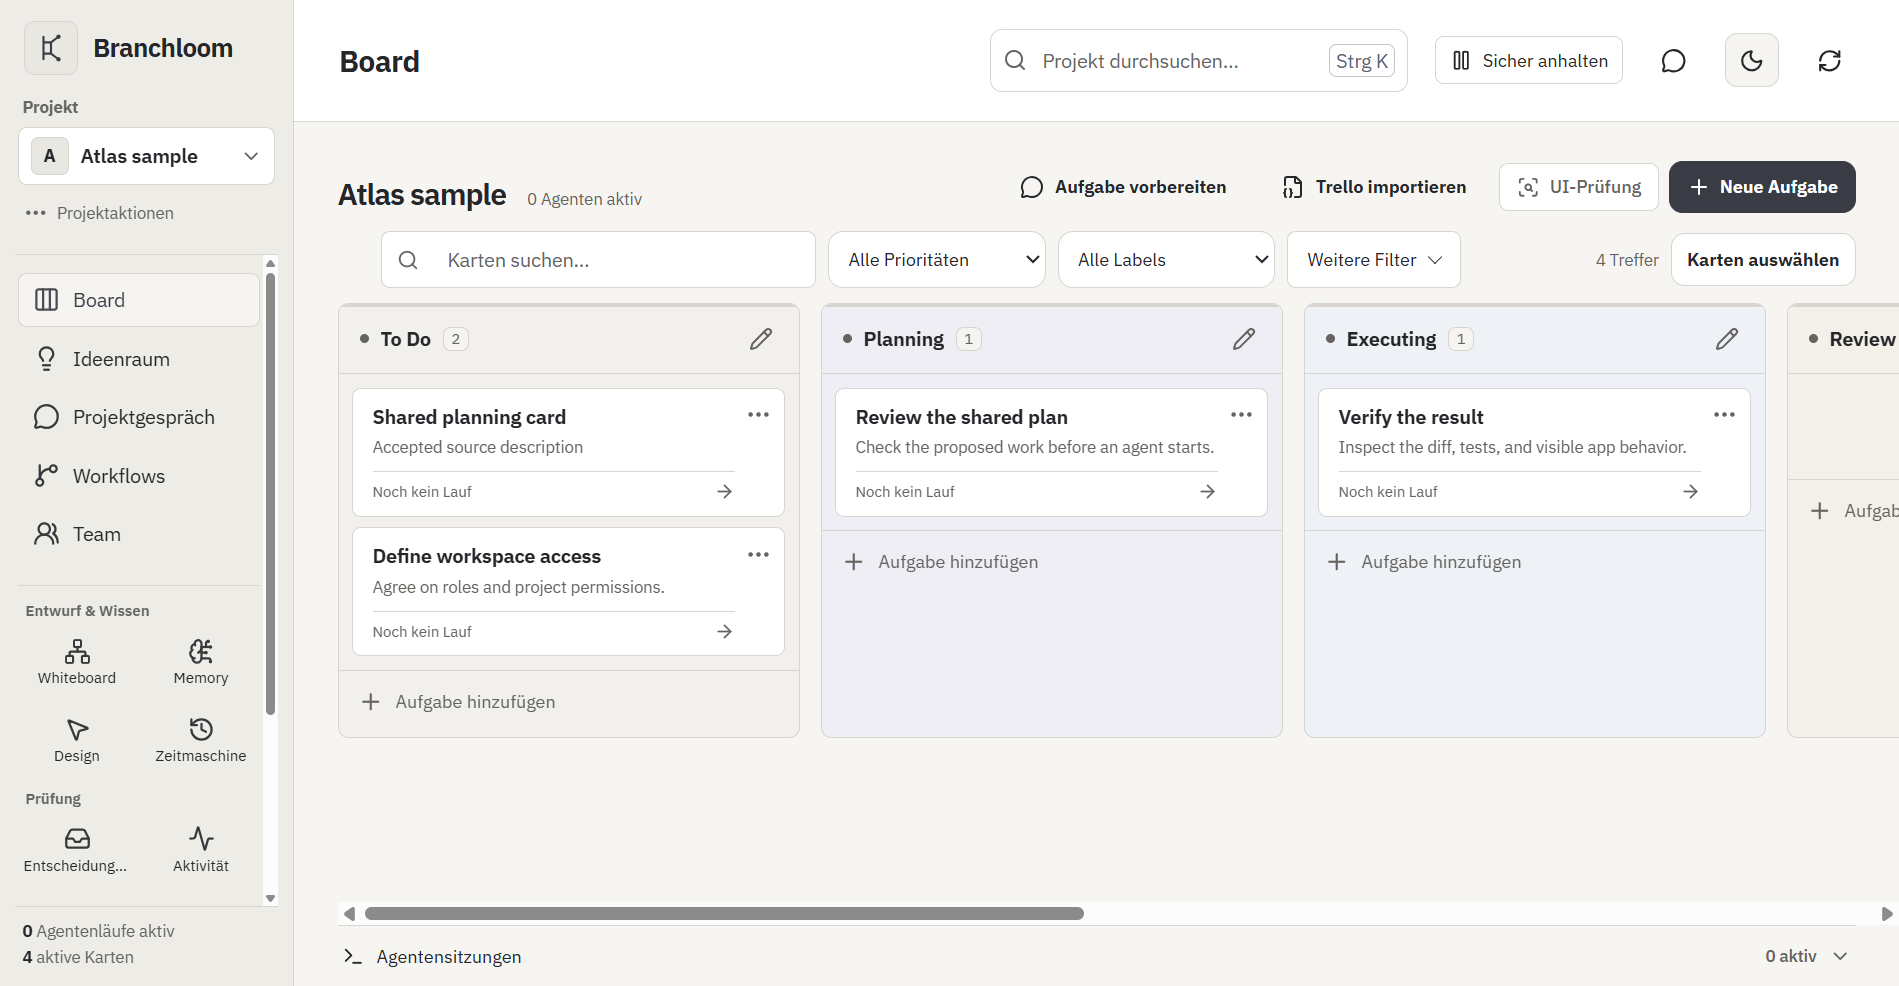 Branchloom
Projekt
A Atlas sample
Projektaktionen
Board
Ideenraum
Projektgespräch
Workflows
Team
Entwurf & Wissen
Whiteboard Memory
Design Zeitmaschine
Prüfung
Entscheidung... Aktivität
0 Agentenläufe aktiv
4 aktive Karten
Board
Projekt durchsuchen... Strg K
Sicher anhalten
Atlas sample 0 Agenten aktiv
Aufgabe vorbereiten
Trello importieren
UI-Prüfung
Neue Aufgabe
Karten suchen...
Alle Prioritäten
Alle Labels
Weitere Filter
4 Treffer
Karten auswählen
To Do 2
Shared planning card
Accepted source description
Noch kein Lauf
Define workspace access
Agree on roles and project permissions.
Noch kein Lauf
Aufgabe hinzufügen
Planning 1
Review the shared plan
Check the proposed work before an agent starts.
Noch kein Lauf
Aufgabe hinzufügen
Executing 1
Verify the result
Inspect the diff, tests, and visible app behavior.
Noch kein Lauf
Aufgabe hinzufügen
Review
Aufgab
Agentensitzungen
0 aktiv